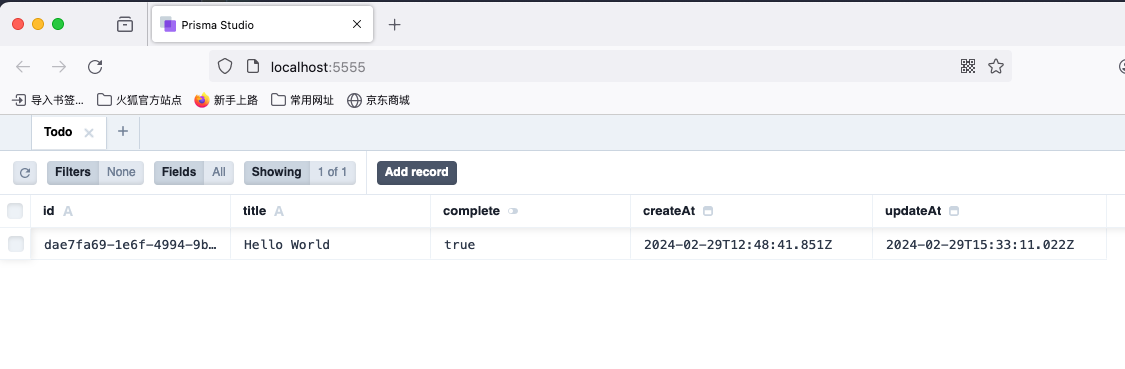 Prisma Studio
localhost:5555
导入书签... 火狐官方站点 新手上路 常用网址 京东商城
Todo
Filters None Fields All Showing 1 of 1 Add record
id A title A complete createAt updateAt
dae7fa69-1e6f-4994-9b… Hello World true 2024-02-29T12:48:41.851Z 2024-02-29T15:33:11.022Z